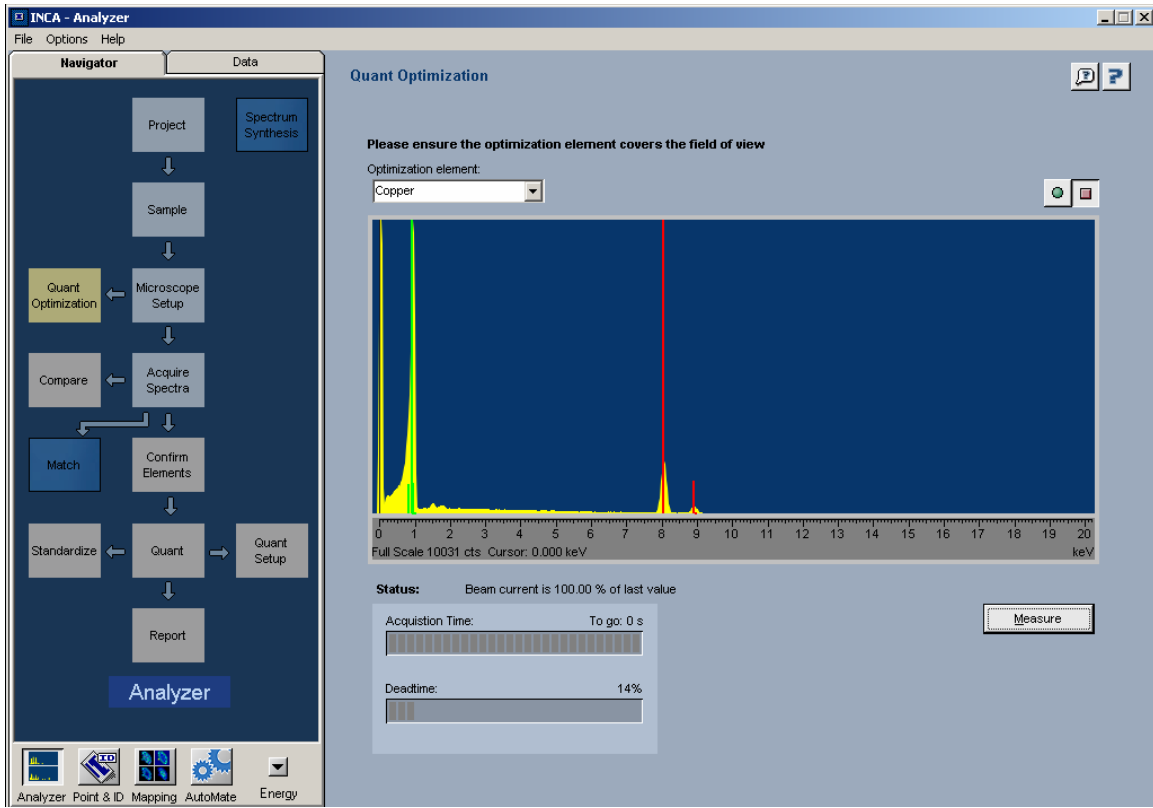 INCA - Analyzer
File Options Help
Navigator Data
Project
Spectrum
Synthesis
Sample
Quant
Optimization
Microscope
Setup
Compare
Acquire
Spectra
Match
Confirm
Elements
Standardize
Quant
Quant
Setup
Report
Analyzer
Analyzer Point & ID Mapping AutoMate Energy
Quant Optimization
Please ensure the optimization element covers the field of view
Optimization element:
Copper
0 1 2 3 4 5 6 7 8 9 10 11 12 13 14 15 16 17 18 19 20
Full Scale 10031 cts Cursor: 0.000 keV keV
Status: Beam current is 100.00 % of last value
Acquistion Time: To go: 0 s
Measure
Deadtime: 14%